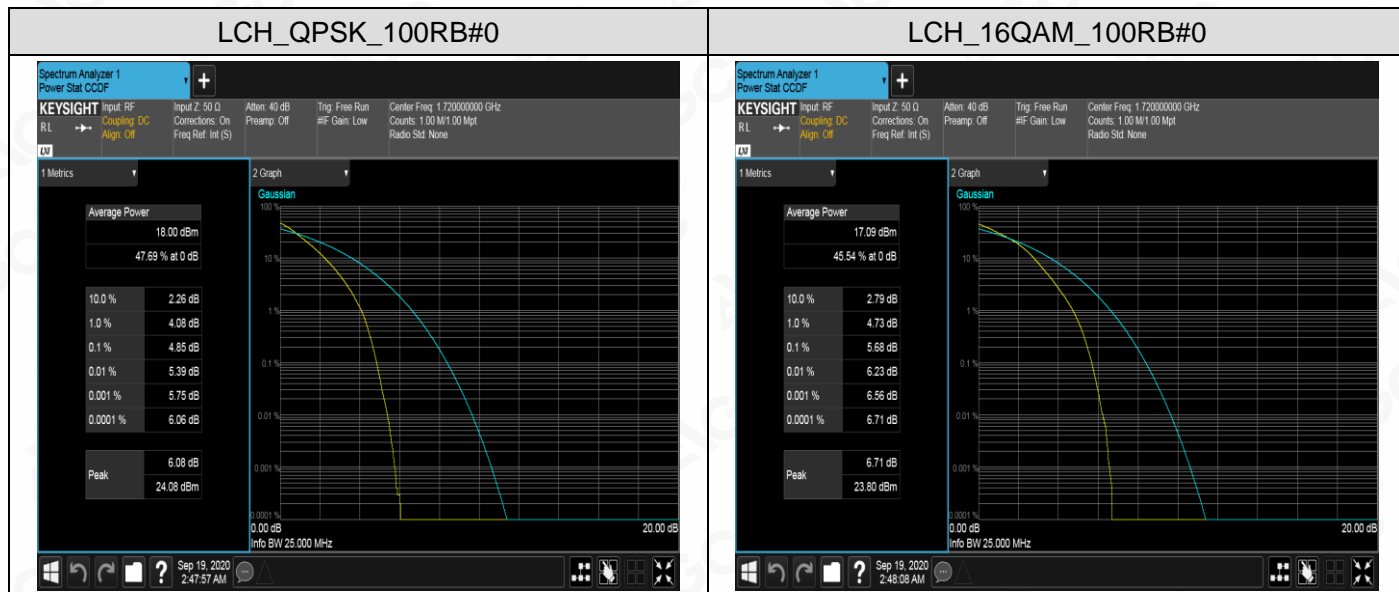 LCH_QPSK_100RB#0
Spectrum Analyzer 1
Power Stat CCDF
+
KEYSIGHT
RL
LXI
Input: RF
Coupling: DC
Align: Off
Input Z: 50 Ω
Corrections: On
Freq Ref: Int (S)
Atten: 40 dB
Preamp: Off
Trig: Free Run
#IF Gain: Low
Center Freq: 1.720000000 GHz
Counts: 1.00 M/1.00 Mpt
Radio Std: None
1 Metrics
Average Power
18.00 dBm
47.69 % at 0 dB
10.0 % 2.26 dB
1.0 % 4.08 dB
0.1 % 4.85 dB
0.01 % 5.39 dB
0.001 % 5.75 dB
0.0001 % 6.06 dB
Peak
6.08 dB
24.08 dBm
2 Graph
Gaussian
100 %
10 %
1 %
0.1 %
0.01 %
0.001 %
0.0001 %
0.00 dB 20.00 dB
Info BW 25.000 MHz
?
Sep 19, 2020
2:47:57 AM
LCH_16QAM_100RB#0
Spectrum Analyzer 1
Power Stat CCDF
+
KEYSIGHT
RL
LXI
Input: RF
Coupling: DC
Align: Off
Input Z: 50 Ω
Corrections: On
Freq Ref: Int (S)
Atten: 40 dB
Preamp: Off
Trig: Free Run
#IF Gain: Low
Center Freq: 1.720000000 GHz
Counts: 1.00 M/1.00 Mpt
Radio Std: None
1 Metrics
Average Power
17.09 dBm
45.54 % at 0 dB
10.0 % 2.79 dB
1.0 % 4.73 dB
0.1 % 5.68 dB
0.01 % 6.23 dB
0.001 % 6.56 dB
0.0001 % 6.71 dB
Peak
6.71 dB
23.80 dBm
2 Graph
Gaussian
100 %
10 %
1 %
0.1 %
0.01 %
0.001 %
0.0001 %
0.00 dB 20.00 dB
Info BW 25.000 MHz
?
Sep 19, 2020
2:48:08 AM